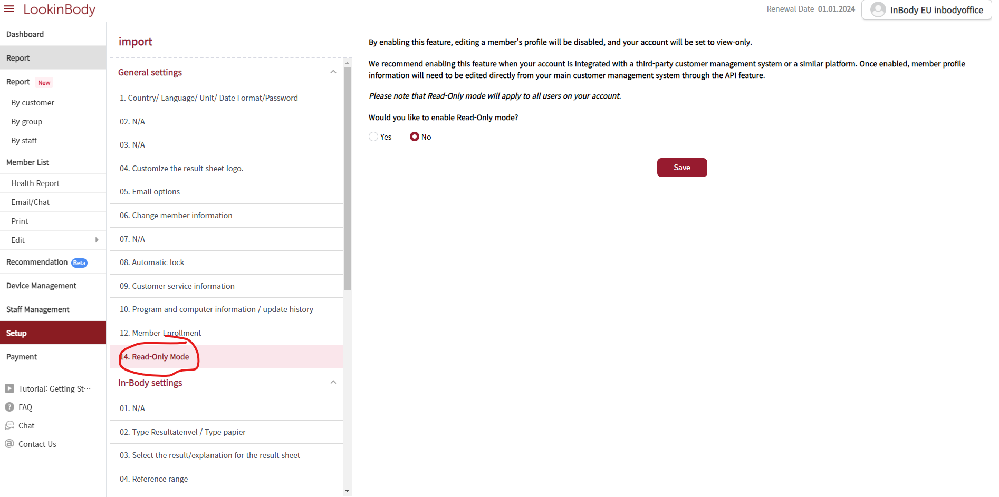 LookinBody
Renewal Date 01.01.2024
InBody EU inbodyoffice
Dashboard
Report
Report New
By customer
By group
By staff
Member List
Health Report
Email/Chat
Print
Edit
Recommendation Beta
Device Management
Staff Management
Setup
Payment
Tutorial: Getting St···
FAQ
Chat
Contact Us
import
General settings
1. Country/ Language/ Unit/ Date Format/Password
02. N/A
03. N/A
04. Customize the result sheet logo.
05. Email options
06. Change member information
07. N/A
08. Automatic lock
09. Customer service information
10. Program and computer information / update history
12. Member Enrollment
14. Read-Only Mode
In-Body settings
01. N/A
02. Type Resultatenvel / Type papier
03. Select the result/explanation for the result sheet
04. Reference range
By enabling this feature, editing a member's profile will be disabled, and your account will be set to view-only.
We recommend enabling this feature when your account is integrated with a third-party customer management system or a similar platform. Once enabled, member profile
information will need to be edited directly from your main customer management system through the API feature.
Please note that Read-Only mode will apply to all users on your account.
Would you like to enable Read-Only mode?
Yes No
Save